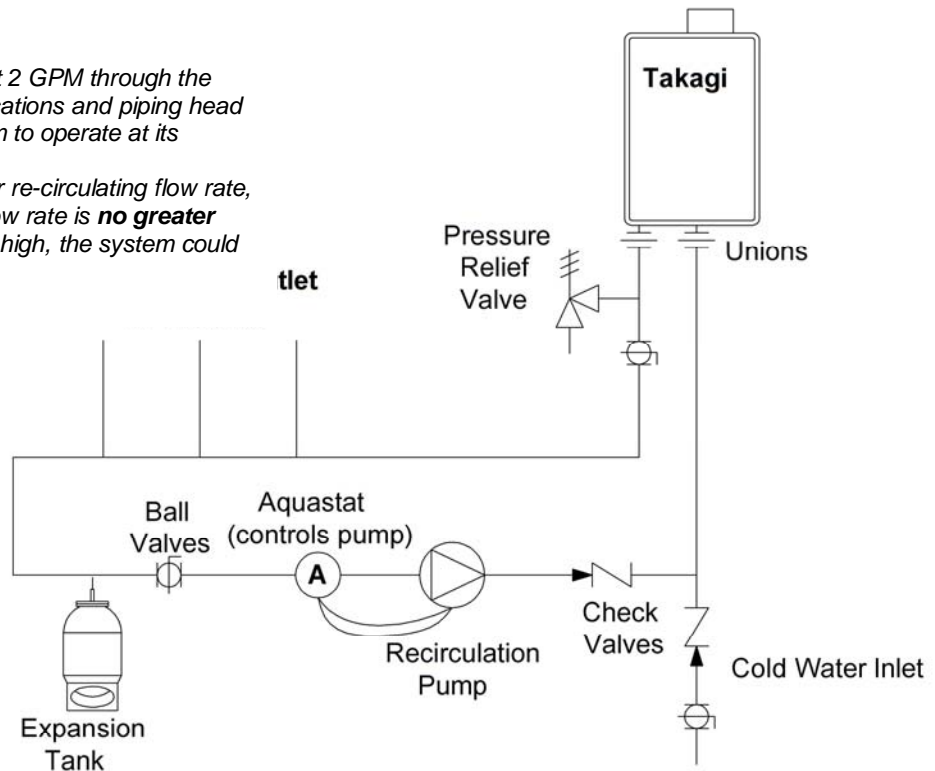 t 2 GPM through the
cations and piping head
n to operate at its
r re-circulating flow rate,
ow rate is no greater
high, the system could
tlet
Takagi
Pressure
Relief
Valve
Unions
Ball
Valves
Aquastat
(controls pump)
A
Recirculation
Pump
Check
Valves
Cold Water Inlet
Expansion
Tank